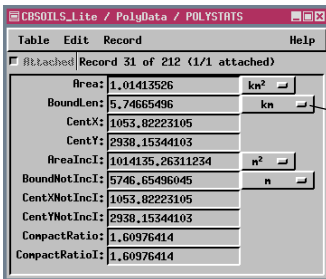 CBSOILS_Lite / PolyData / POLYSTATS
Table Edit Record Help
Attached Record 31 of 212 (1/1 attached)
Area: 1.01413526 km²
BoundLen: 5.74665496 km
CentX: 1053.82223105
CentY: 2938.15344103
AreaIncI: 1014135.26311234 m²
BoundNotIncI: 5746.65496045 m
CentXNotIncI: 1053.82223105
CentYNotIncI: 2938.15344103
CompactRatio: 1.60976414
CompactRatioI: 1.60976414